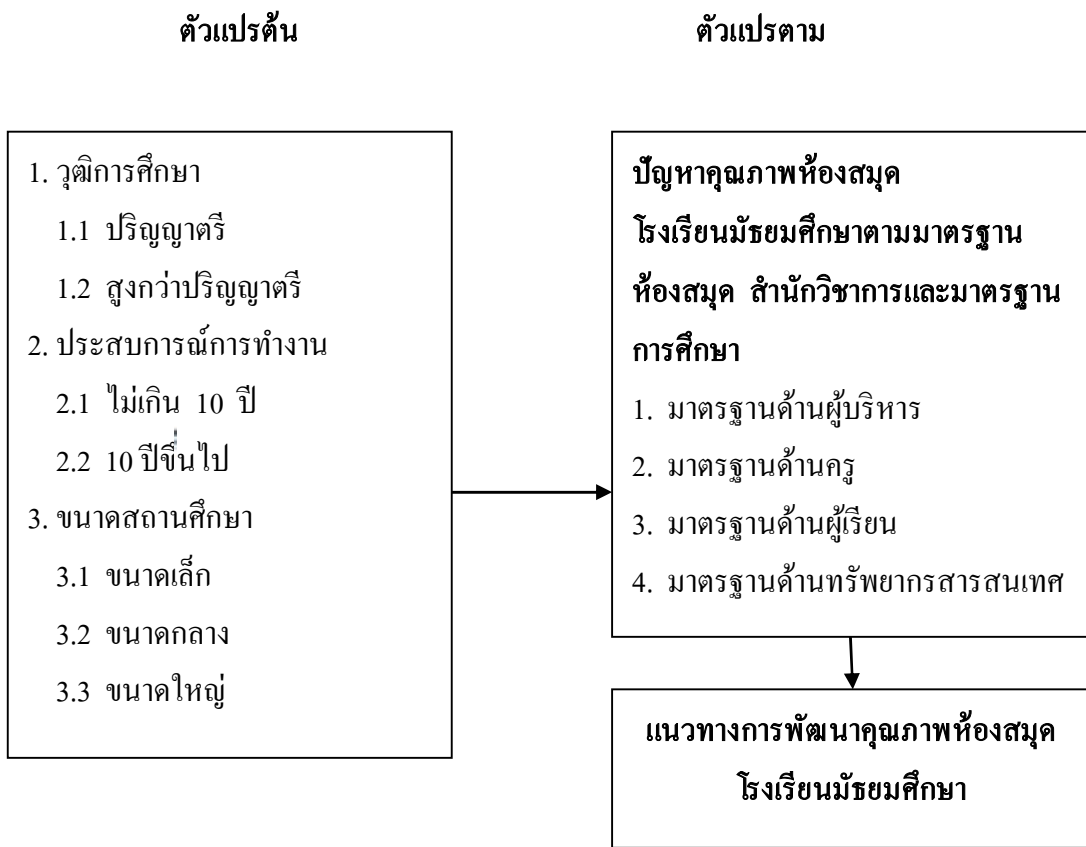 ตัวแปรต้น
ตัวแปรตาม
1. วุฒิการศึกษา
1.1 ปริญญาตรี
1.2 สูงกว่าปริญญาตรี
2. ประสบการณ์การทำงาน
2.1 ไม่เกิน 10 ปี
2.2 10 ปีขึ้นไป
3. ขนาดสถานศึกษา
3.1 ขนาดเล็ก
3.2 ขนาดกลาง
3.3 ขนาดใหญ่
ปัญหาคุณภาพห้องสมุด
โรงเรียนมัธยมศึกษาตามมาตรฐาน
ห้องสมุด สำนักวิชาการและมาตรฐาน
การศึกษา
1. มาตรฐานด้านผู้บริหาร
2. มาตรฐานด้านครู
3. มาตรฐานด้านผู้เรียน
4. มาตรฐานด้านทรัพยากรสารสนเทศ
แนวทางการพัฒนาคุณภาพห้องสมุด
โรงเรียนมัธยมศึกษา